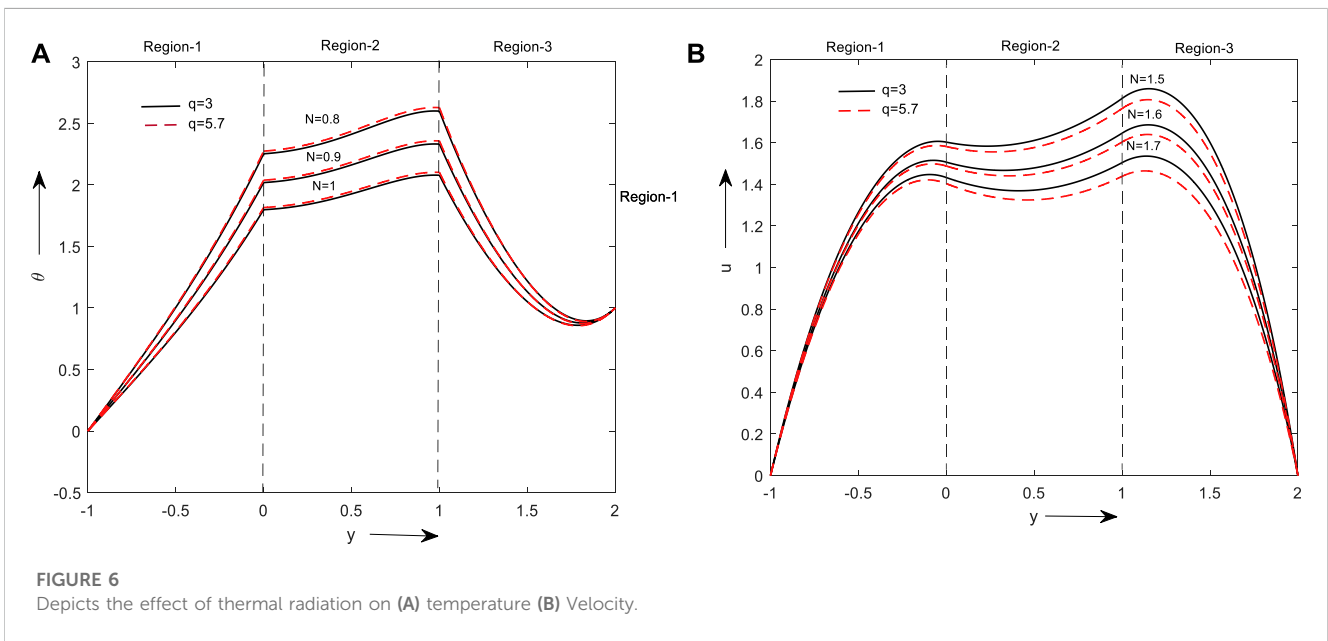 A
Region-1 Region-2 Region-3
3
2.5
2
1.5
1
0.5
0
-0.5
θ
q=3
q=5.7
N=0.8
N=0.9
N=1
Region-1
-1 -0.5 0 0.5 1 2
y
B
Region-1 Region-2 Region-3
2
1.8
1.6
1.4
1.2
1
0.8
0.6
0.4
0.2
0
u
q=3
q=5.7
N=1.5
N=1.6
N=1.7
-1 -0.5 0 0.5 1 1.5 2
y
FIGURE 6
Depicts the effect of thermal radiation on (A) temperature (B) Velocity.